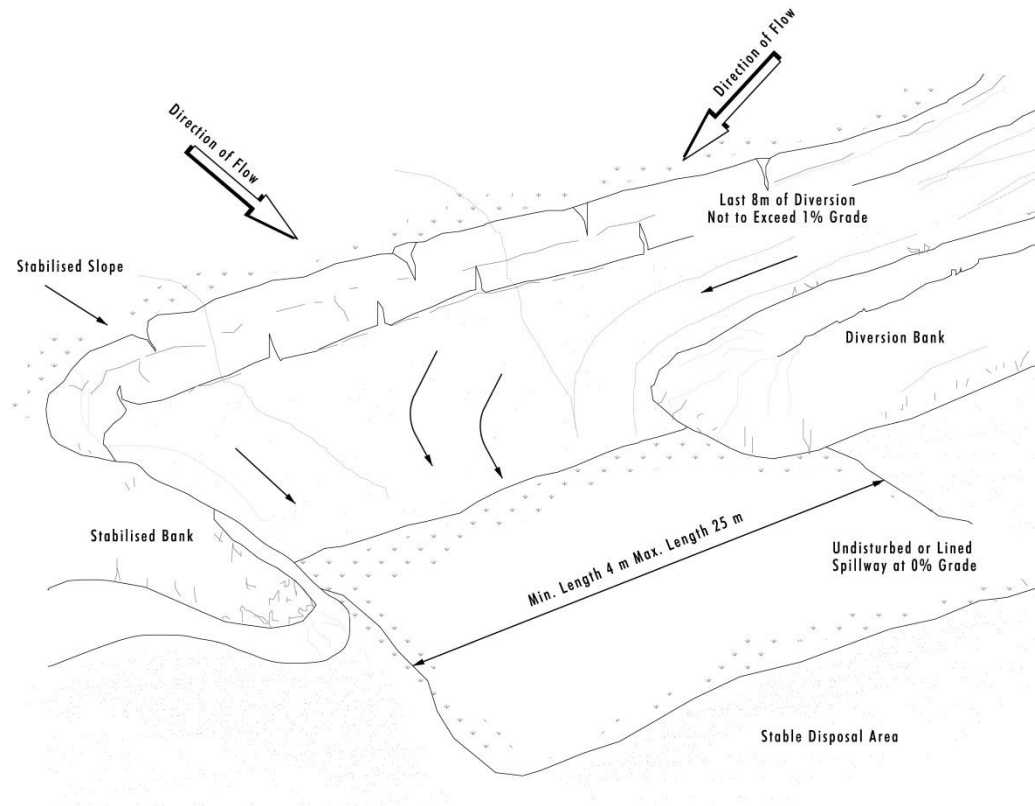 Direction of Flow
Direction of Flow
Last 8m of Diversion
Not to Exceed 1% Grade
Stabilised Slope
Diversion Bank
Stabilised Bank
Min. Length 4 m Max. Length 25 m
Undisturbed or Lined
Spillway at 0% Grade
Stable Disposal Area